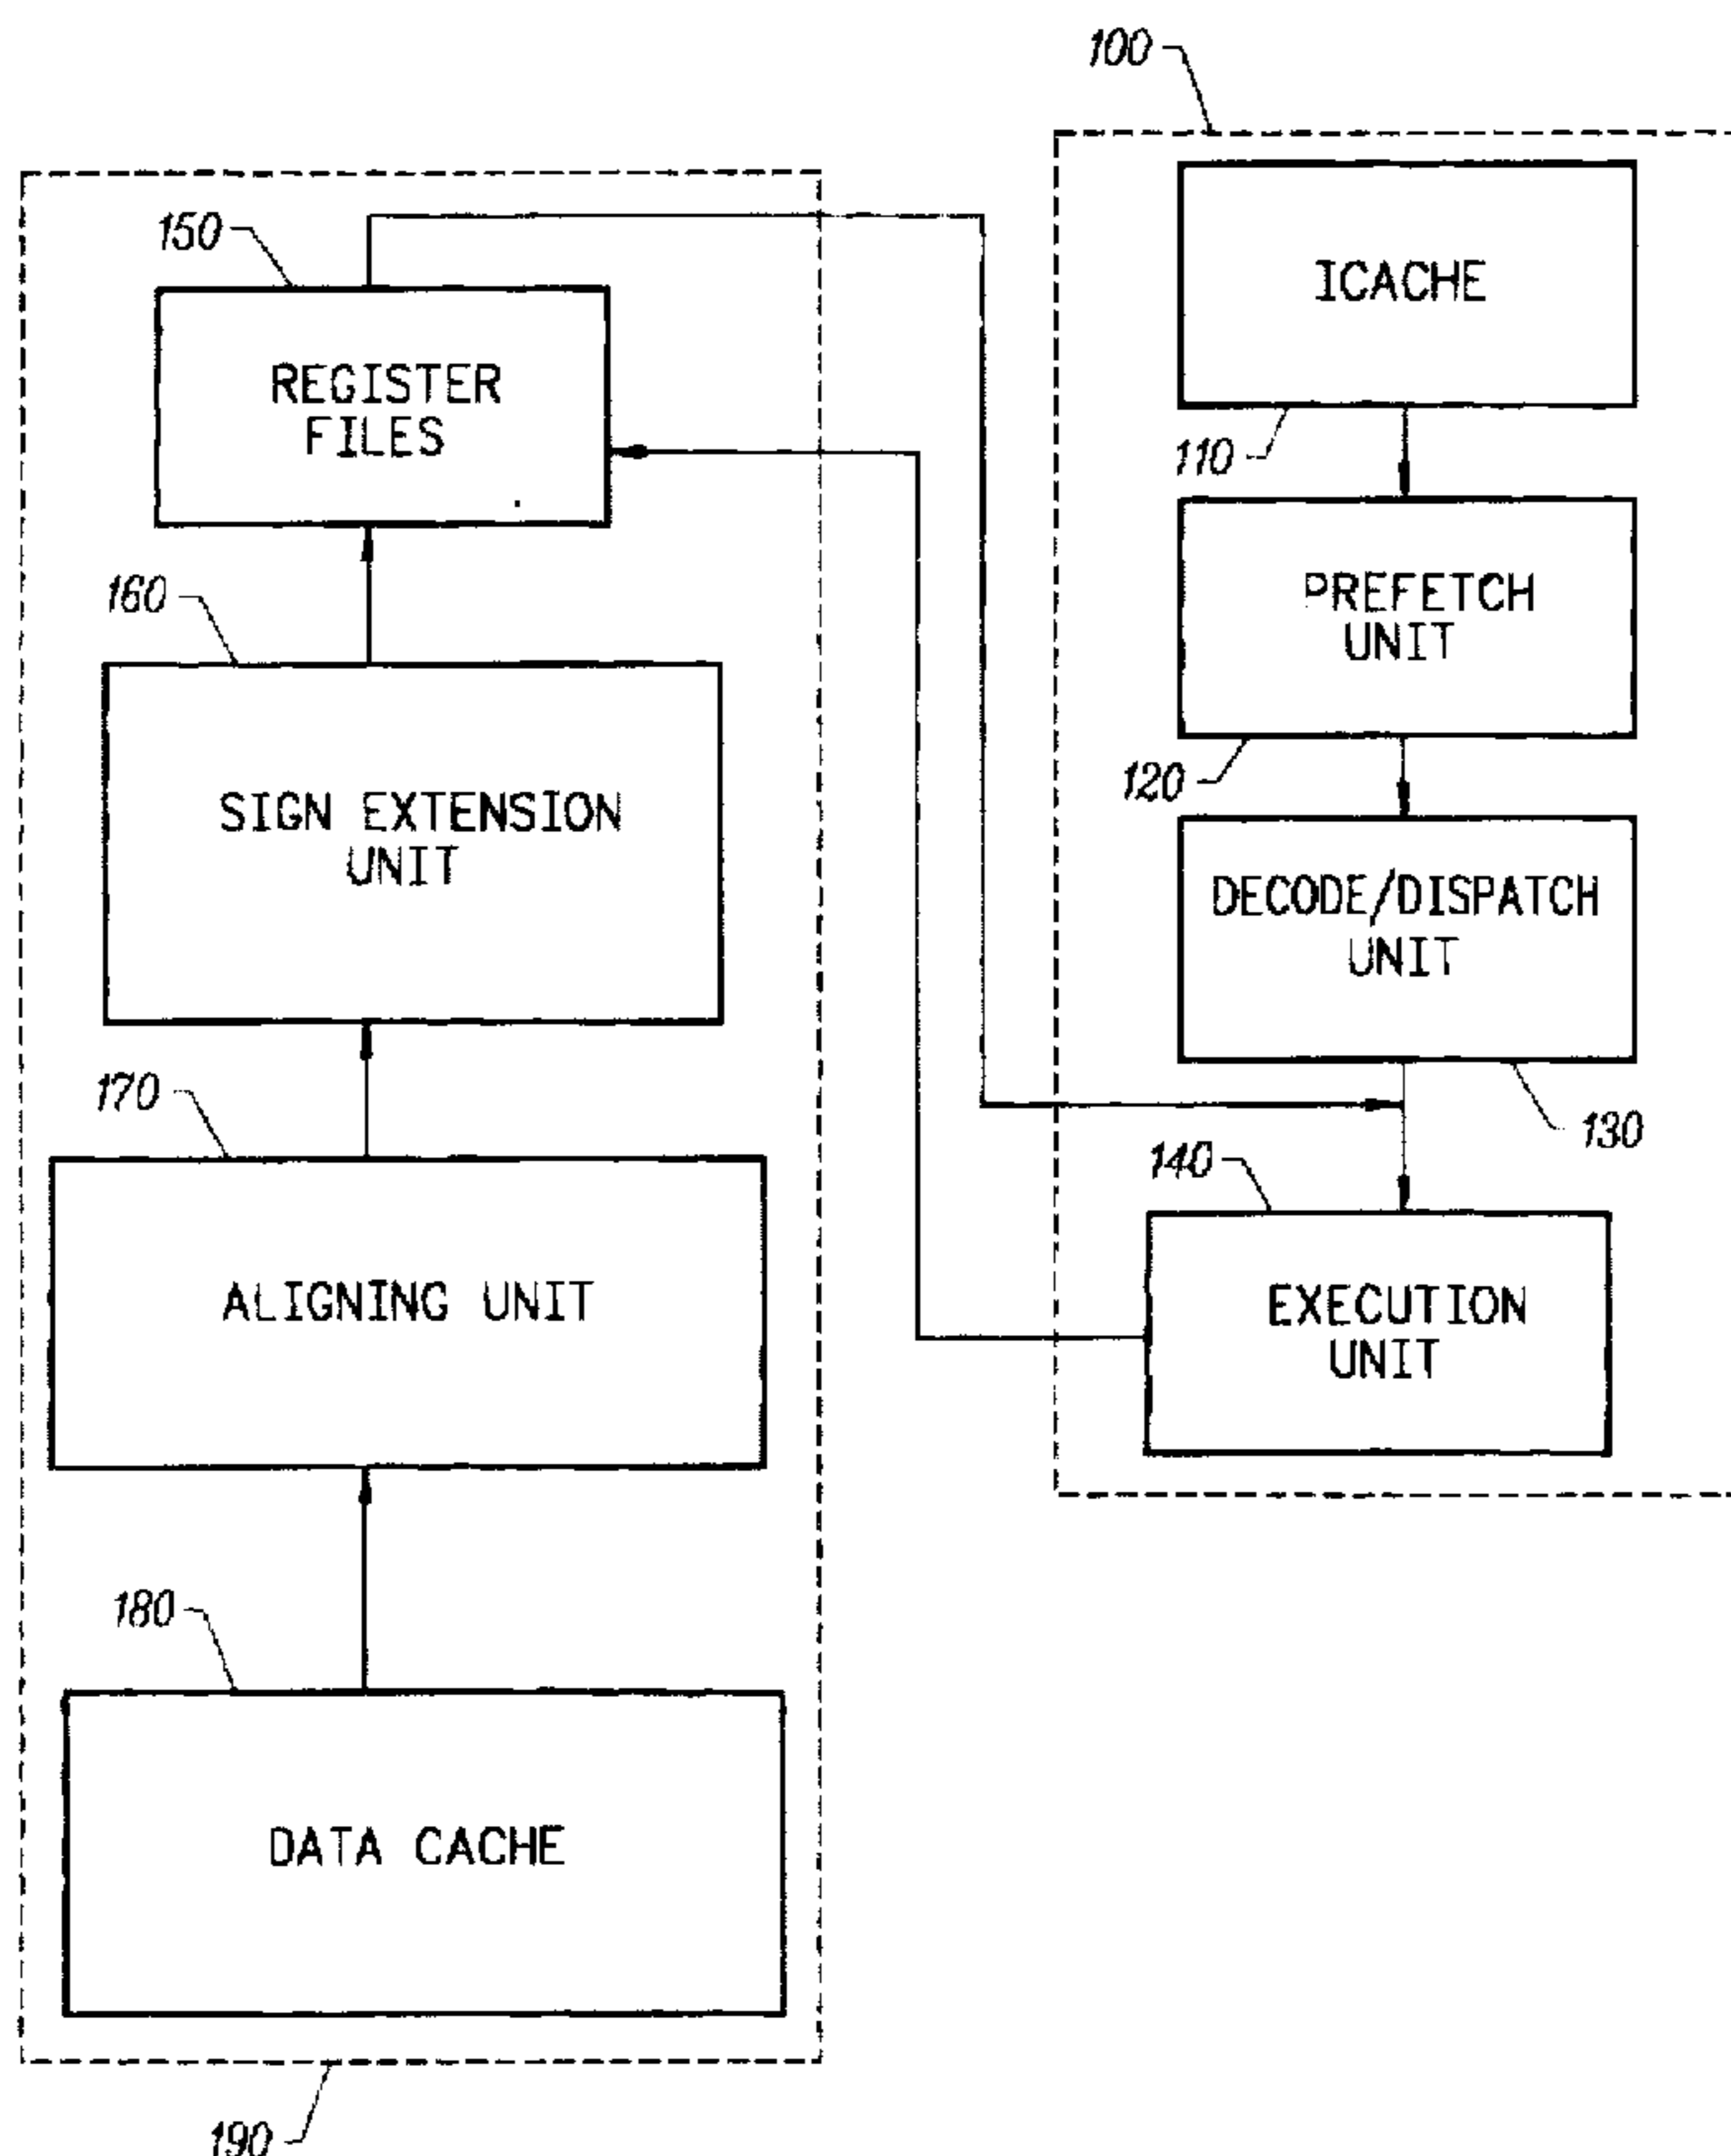 100
150
ICACHE
REGISTER
FILES
110
160
PREFETCH
UNIT
120
SIGN EXTENSION
UNIT
DECODE/DISPATCH
UNIT
170
130
140
ALIGNING UNIT
EXECUTION
UNIT
180
DATA CACHE
190